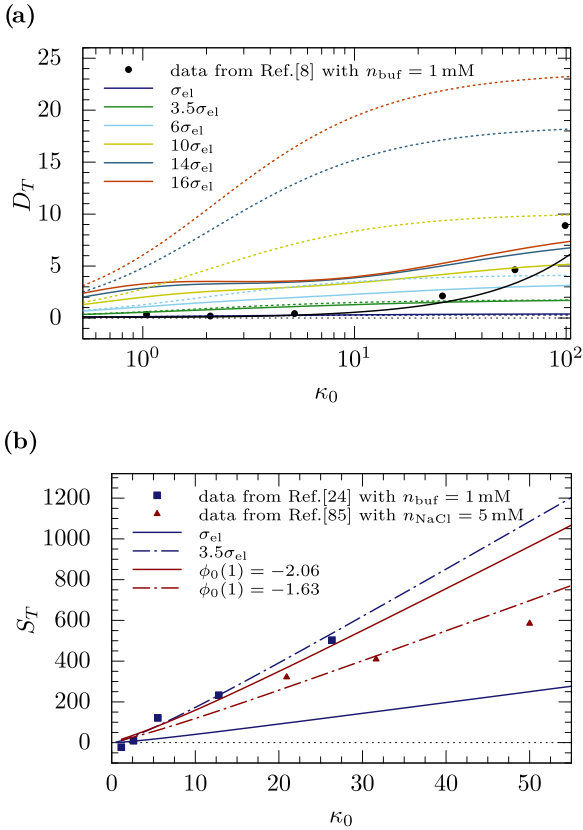 (a)
25
20
15
10
5
0
D_T
data from Ref.[8] with n_buf = 1 mM
σ_el
3.5σ_el
6σ_el
10σ_el
14σ_el
16σ_el
10^0
10^1
10^2
κ_0
(b)
1200
1000
800
600
400
200
0
S_T
data from Ref.[24] with n_buf = 1 mM
data from Ref.[85] with n_NaCl = 5 mM
σ_el
3.5σ_el
ϕ_0(1) = −2.06
ϕ_0(1) = −1.63
0 10 20 30 40 50
κ_0